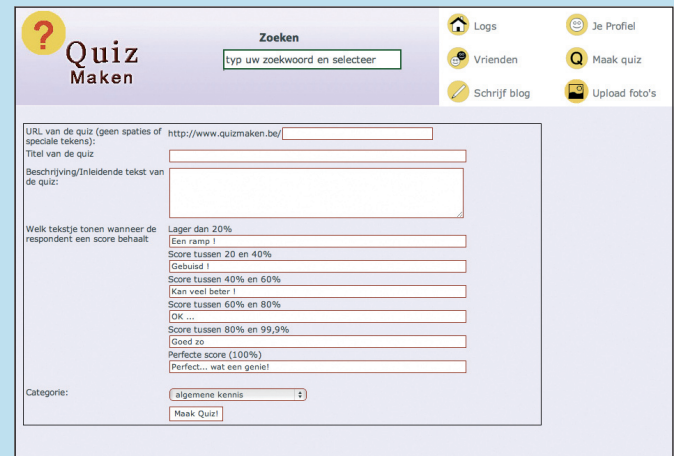 ?
Quiz
Maken
Zoeken
typ uw zoekwoord en selecteer
Logs
Je Profiel
Vrienden
Q Maak quiz
Schrijf blog
Upload foto's
URL van de quiz (geen spaties of
speciale tekens):
http://www.quizmaken.be/
Titel van de quiz
Beschrijving/Inleidende tekst van
de quiz:
Welk tekstje tonen wanneer de
respondent een score behaalt
Lager dan 20%
Een ramp !
Score tussen 20 en 40%
Gebuisd !
Score tussen 40% en 60%
Kan veel beter !
Score tussen 60% en 80%
OK ...
Score tussen 80% en 99,9%
Goed zo
Perfecte score (100%)
Perfect... wat een genie!
Categorie:
algemene kennis
Maak Quiz!